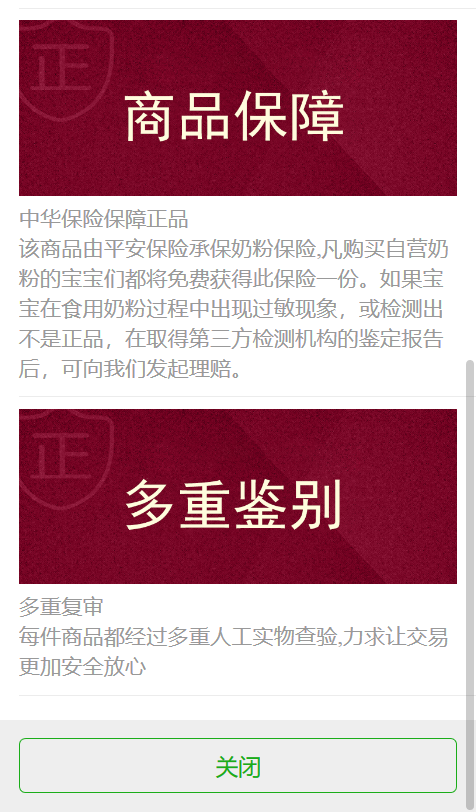 正
商品保障
中华保险保障正品
该商品由平安保险承保奶粉保险,凡购买自营奶
粉的宝宝们都将免费获得此保险一份。如果宝
宝在食用奶粉过程中出现过敏现象，或检测出
不是正品，在取得第三方检测机构的鉴定报告
后，可向我们发起理赔。
正
多重鉴别
多重复审
每件商品都经过多重人工实物查验,力求让交易
更加安全放心
关闭